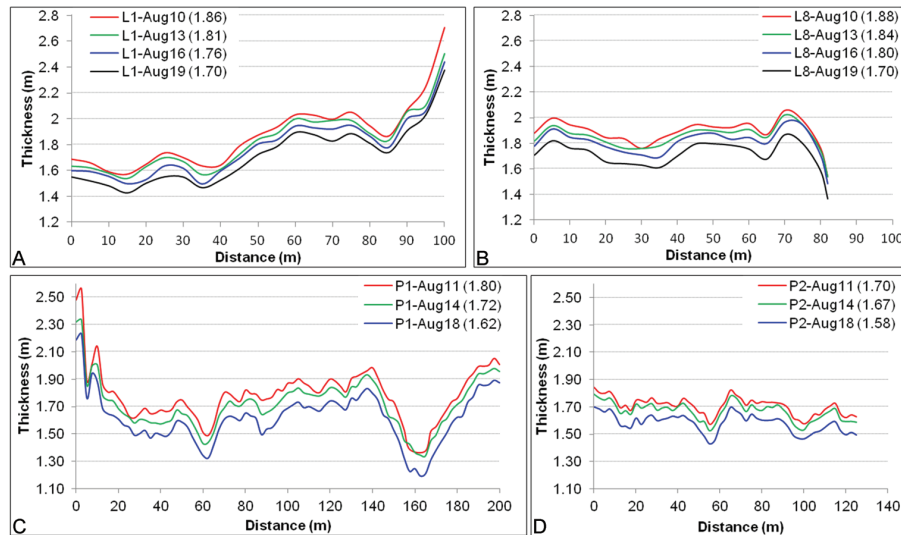 2.8
2.6
2.4
2.2
2
1.8
1.6
1.4
1.2
Thickness (m)
L1-Aug10 (1.86)
L1-Aug13 (1.81)
L1-Aug16 (1.76)
L1-Aug19 (1.70)
0 10 20 30 40 50 60 70 80 90 100
Distance (m)
A
2.8
2.6
2.4
2.2
2
1.8
1.6
1.4
1.2
Thickness (m)
L8-Aug10 (1.88)
L8-Aug13 (1.84)
L8-Aug16 (1.80)
L8-Aug19 (1.70)
0 10 20 30 40 50 60 70 80 90 100
Distance (m)
B
2.50
2.30
2.10
1.90
1.70
1.50
1.30
1.10
Thickness (m)
P1-Aug11 (1.80)
P1-Aug14 (1.72)
P1-Aug18 (1.62)
0 20 40 60 80 100 120 140 160 180 200
Distance (m)
C
2.50
2.30
2.10
1.90
1.70
1.50
1.30
1.10
Thickness (m)
P2-Aug11 (1.70)
P2-Aug14 (1.67)
P2-Aug18 (1.58)
0 20 40 60 80 100 120 140
Distance (m)
D